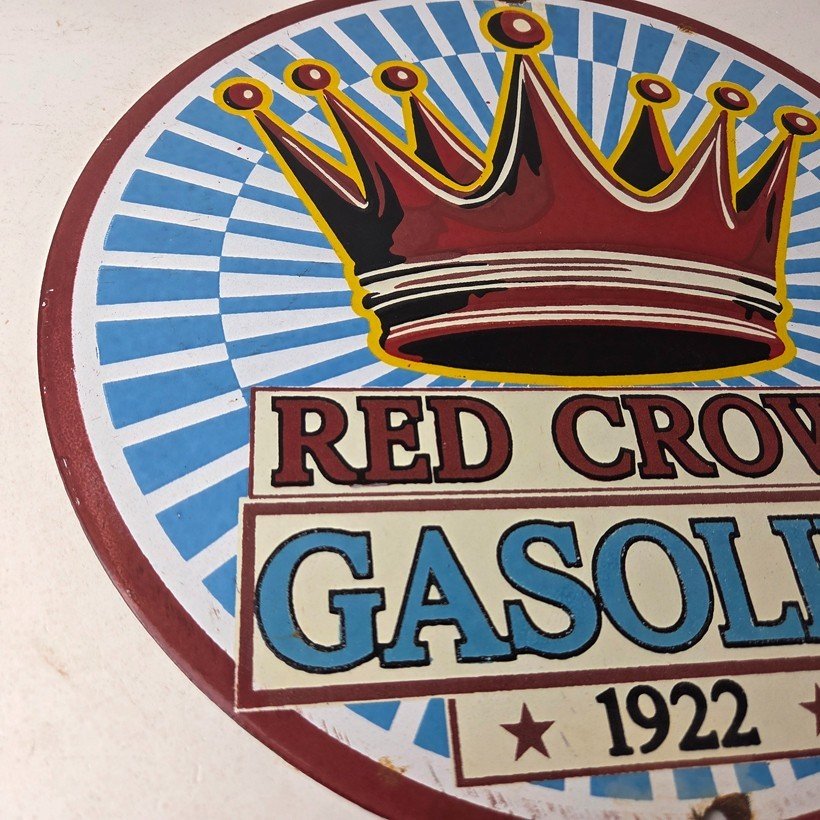 RED CROW
GASOLI
★ 1922 ★